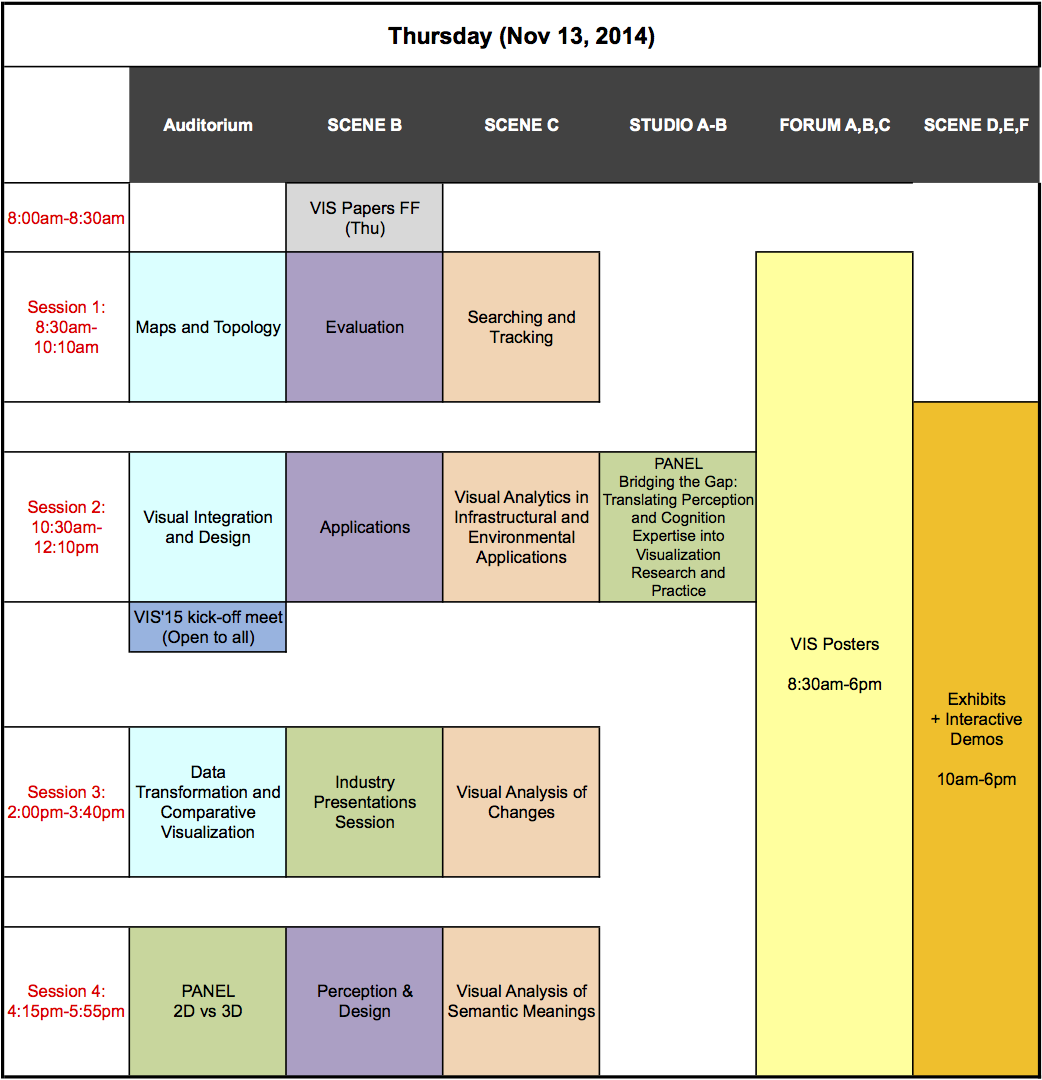 Thursday (Nov 13, 2014)
Auditorium
SCENE B
SCENE C
STUDIO A-B
FORUM A,B,C
SCENE D,E,F
8:00am-8:30am
VIS Papers FF
(Thu)
Session 1:
8:30am-
10:10am
Maps and Topology
Evaluation
Searching and
Tracking
Session 2:
10:30am-
12:10pm
Visual Integration
and Design
Applications
Visual Analytics in
Infrastructural and
Environmental
Applications
PANEL
Bridging the Gap:
Translating Perception
and Cognition
Expertise into
Visualization
Research and
Practice
VIS'15 kick-off meet
(Open to all)
VIS Posters
8:30am-6pm
Exhibits
+ Interactive
Demos
10am-6pm
Session 3:
2:00pm-3:40pm
Data
Transformation and
Comparative
Visualization
Industry
Presentations
Session
Visual Analysis of
Changes
Session 4:
4:15pm-5:55pm
PANEL
2D vs 3D
Perception &
Design
Visual Analysis of
Semantic Meanings